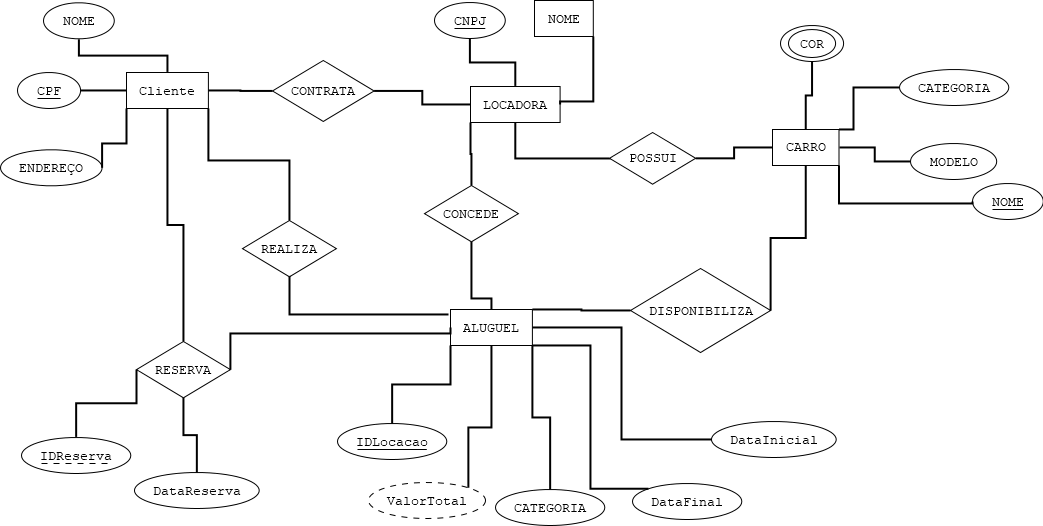 NOME
CNPJ
NOME
COR
CPF
Cliente
CONTRATA
LOCADORA
CATEGORIA
ENDEREÇO
POSSUI
CARRO
MODELO
NOME
CONCEDE
REALIZA
ALUGUEL
DISPONIBILIZA
RESERVA
IDReserva
DataReserva
IDLocacao
ValorTotal
CATEGORIA
DataFinal
DataInicial